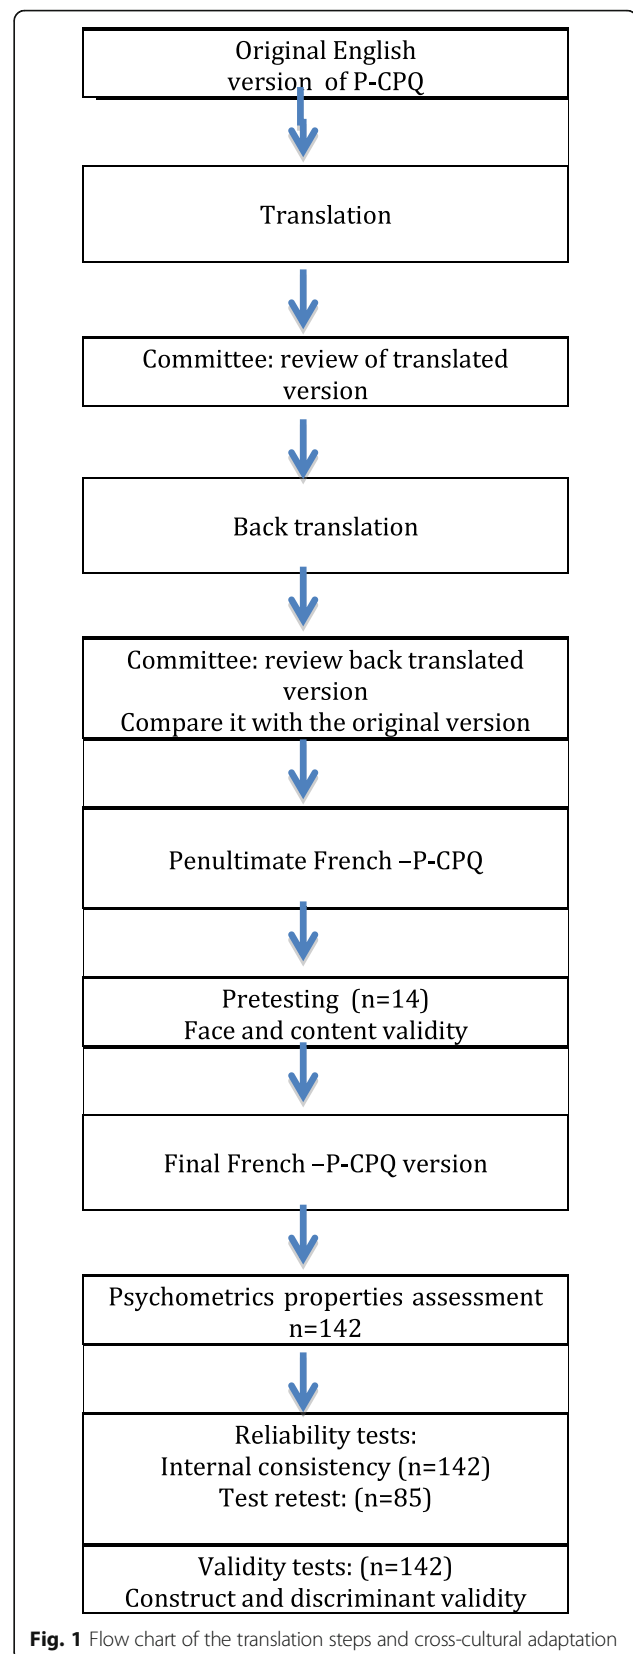 Original English
version of P-CPQ
Translation
Committee: review of translated
version
Back translation
Committee: review back translated
version
Compare it with the original version
Penultimate French –P-CPQ
Pretesting (n=14)
Face and content validity
Final French –P-CPQ version
Psychometrics properties assessment
n=142
Reliability tests:
Internal consistency (n=142)
Test retest: (n=85)
Validity tests: (n=142)
Construct and discriminant validity
Fig. 1 Flow chart of the translation steps and cross-cultural adaptation